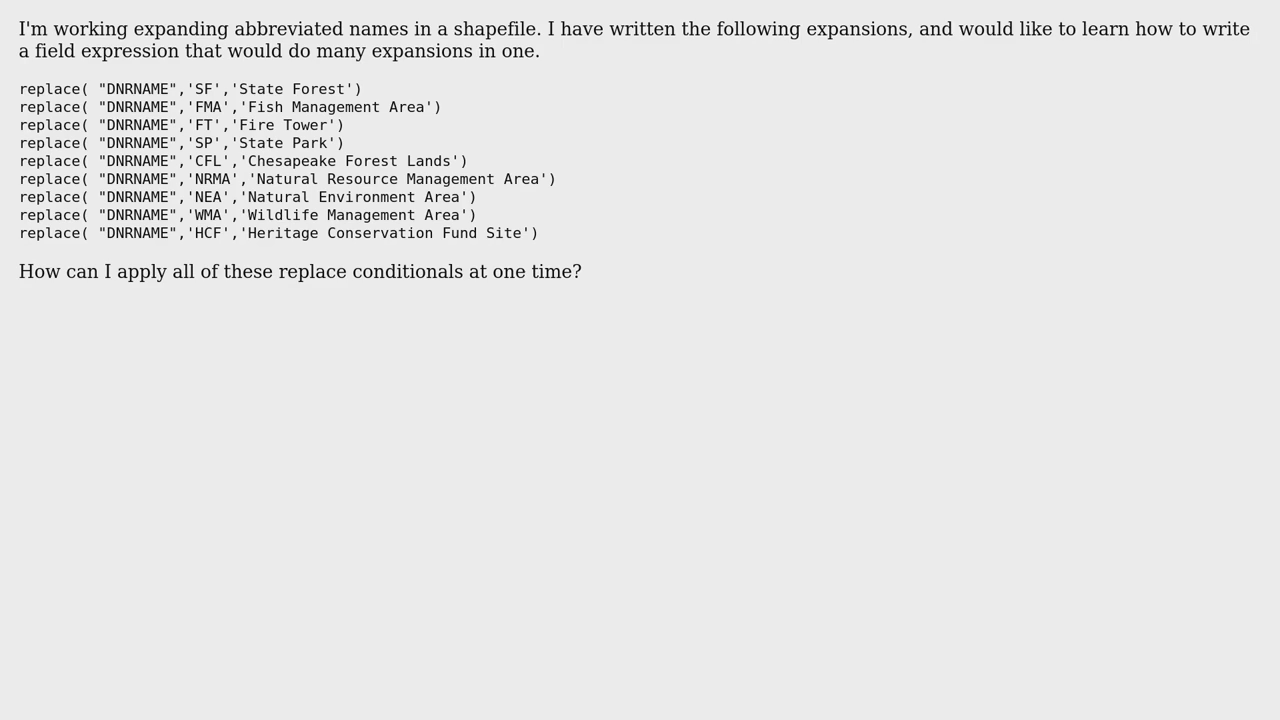 I'm working expanding abbreviated names in a shapefile. I have written the following expansions, and would like to learn how to write
a field expression that would do many expansions in one.
replace( "DNRNAME",'SF','State Forest')
replace( "DNRNAME",'FMA','Fish Management Area')
replace( "DNRNAME",'FT','Fire Tower')
replace( "DNRNAME",'SP','State Park')
replace( "DNRNAME",'CFL','Chesapeake Forest Lands')
replace( "DNRNAME",'NRMA','Natural Resource Management Area')
replace( "DNRNAME",'NEA','Natural Environment Area')
replace( "DNRNAME",'WMA','Wildlife Management Area')
replace( "DNRNAME",'HCF','Heritage Conservation Fund Site')
How can I apply all of these replace conditionals at one time?